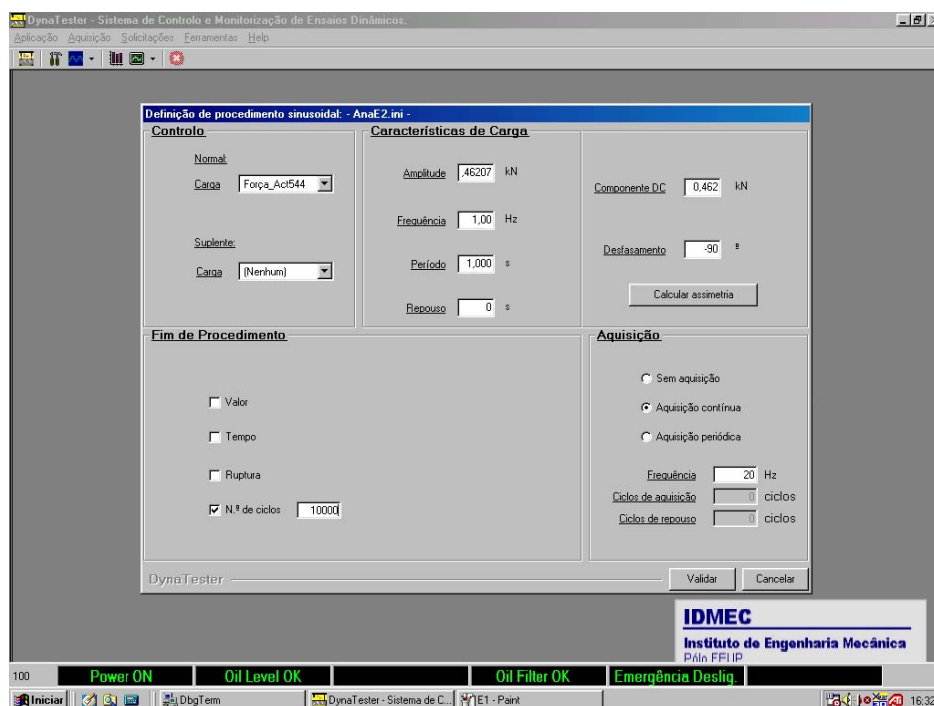 DynaTester - Sistema de Controlo e Monitorização de Ensaios Dinâmicos.
Aplicação Aquisição Solicitações Ferramentas Help
Definição de procedimento sinusoidal: - AnaE2.ini -
Controlo
Normal:
Carga Força_Act544
Suplente:
Carga (Nenhum)
Características de Carga
Amplitude ,46207 kN
Frequência 1,00 Hz
Período 1,000 s
Repouso 0 s
Componente DC 0,462 kN
Desfasamento -90 º
Calcular assimetria
Fim de Procedimento
Valor
Tempo
Ruptura
N.º de ciclos 10000
Aquisição
Sem aquisição
Aquisição contínua
Aquisição periódica
Frequência 20 Hz
Ciclos de aquisição 0 ciclos
Ciclos de repouso 0 ciclos
DynaTester
Validar Cancelar
IDMEC
Instituto de Engenharia Mecânica
Pólo FEUP
100 Power ON Oil Level OK Oil Filter OK Emergência Deslig.
Iniciar DbgTerm DynaTester - Sistema de C... E1 - Paint 16:32